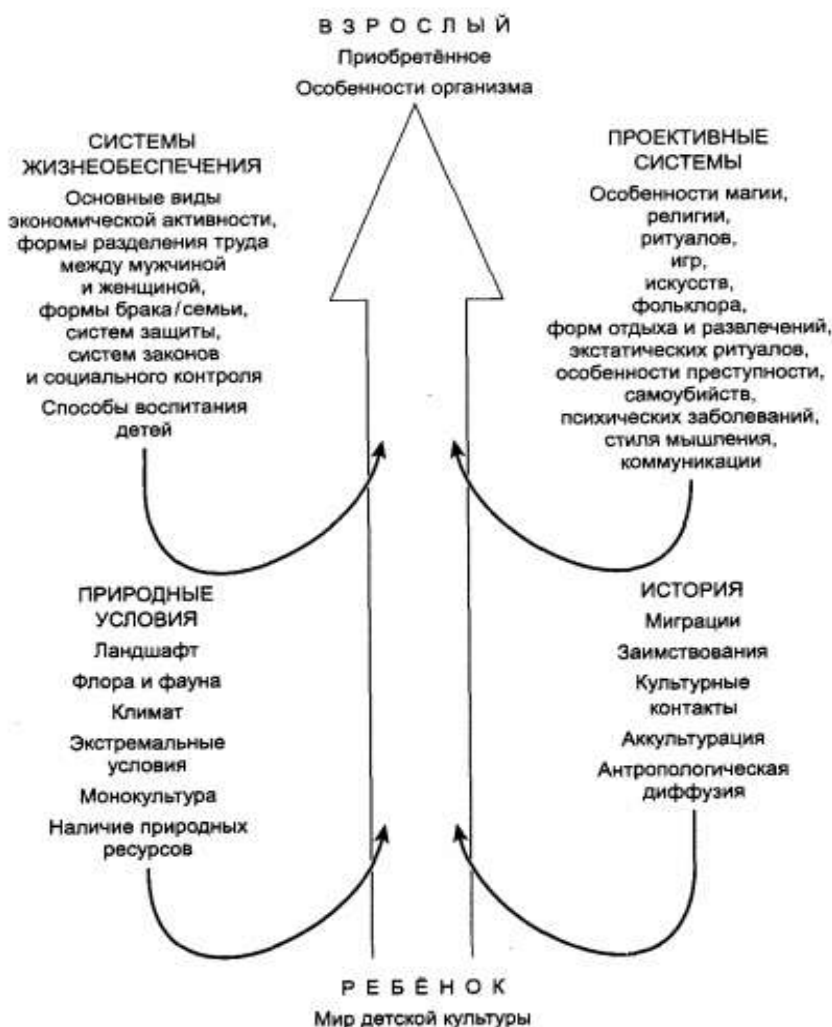 ВЗРОСЛЫЙ
Приобретённое
Особенности организма
СИСТЕМЫ
ЖИЗНЕОБЕСПЕЧЕНИЯ
Основные виды
экономической активности,
формы разделения труда
между мужчиной
и женщиной,
формы брака/семьи,
систем защиты,
систем законов
и социального контроля
Способы воспитания
детей
ПРОЕКТИВНЫЕ
СИСТЕМЫ
Особенности магии,
религии,
ритуалов,
игр,
искусств,
фольклора,
форм отдыха и развлечений,
экстатических ритуалов,
особенности преступности,
самоубийств,
психических заболеваний,
стиля мышления,
коммуникации
ПРИРОДНЫЕ
УСЛОВИЯ
Ландшафт
Флора и фауна
Климат
Экстремальные
условия
Монокультура
Наличие природных
ресурсов
ИСТОРИЯ
Миграции
Заимствования
Культурные
контакты
Аккультурация
Антропологическая
диффузия
РЕБЁНОК
Мир детской культуры